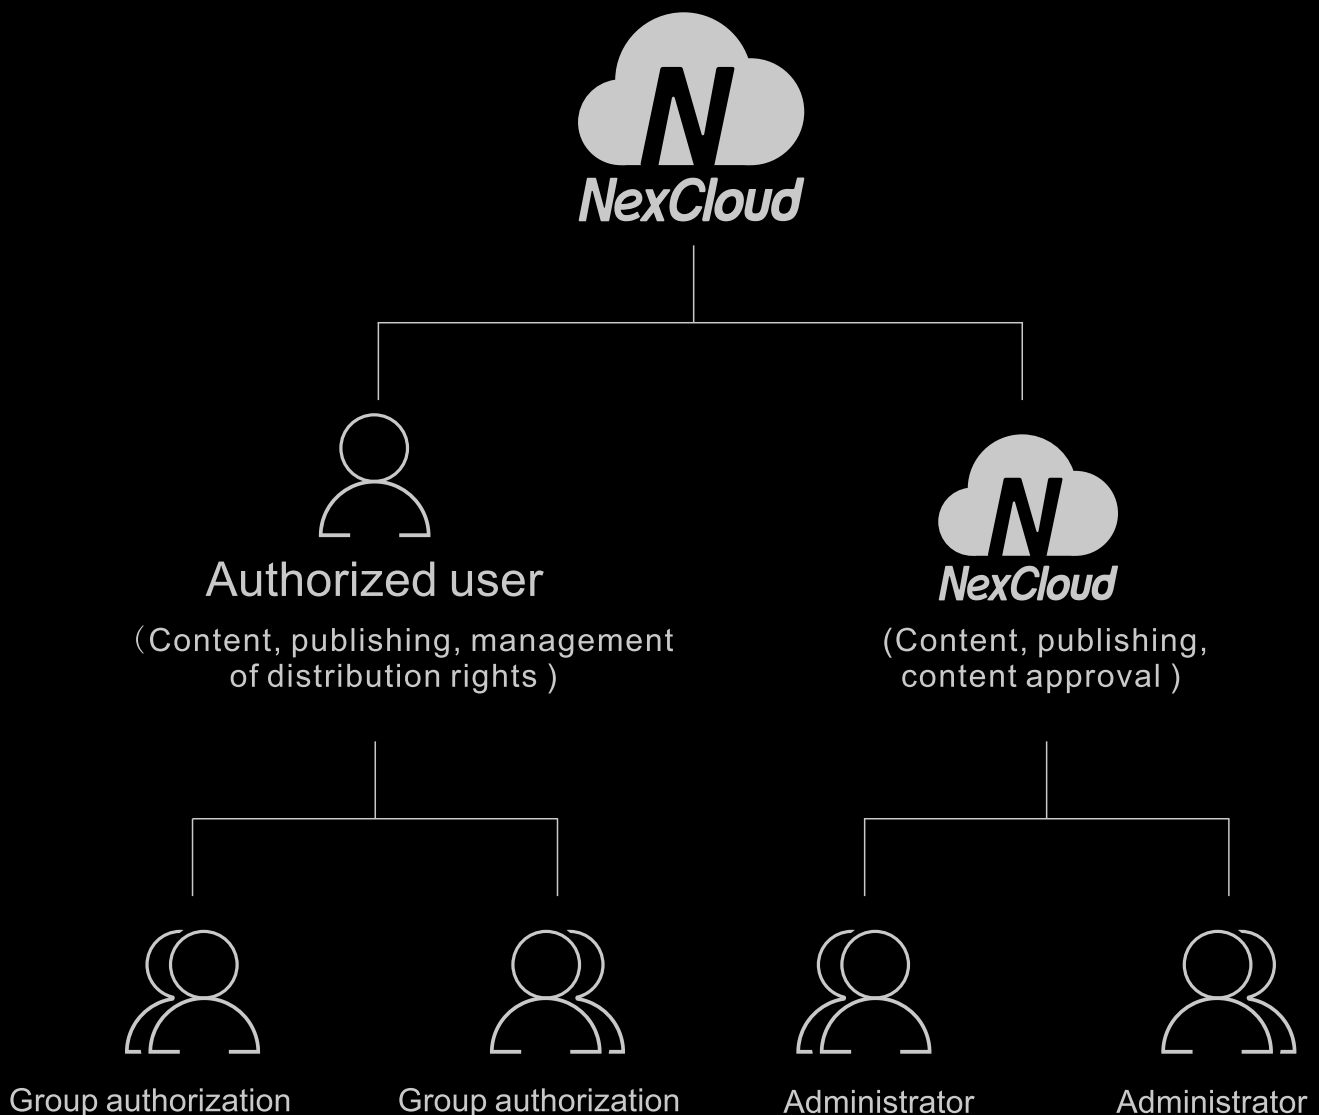 N
NexCloud
Authorized user
（Content, publishing, management
of distribution rights )
N
NexCloud
(Content, publishing,
content approval )
Group authorization
Group authorization
Administrator
Administrator